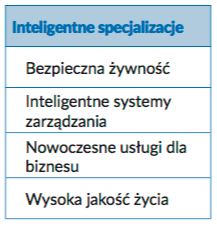 Inteligentne specjalizacje
Bezpieczna żywność
Inteligentne systemy
zarządzania
Nowoczesne usługi dla
biznesu
Wysoka jakość życia